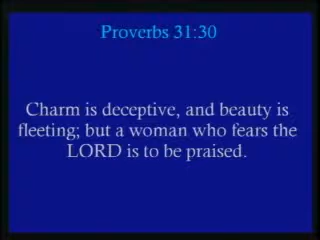 Proverbs 31:30
Charm is deceptive, and beauty is
fleeting; but a woman who fears the
LORD is to be praised.